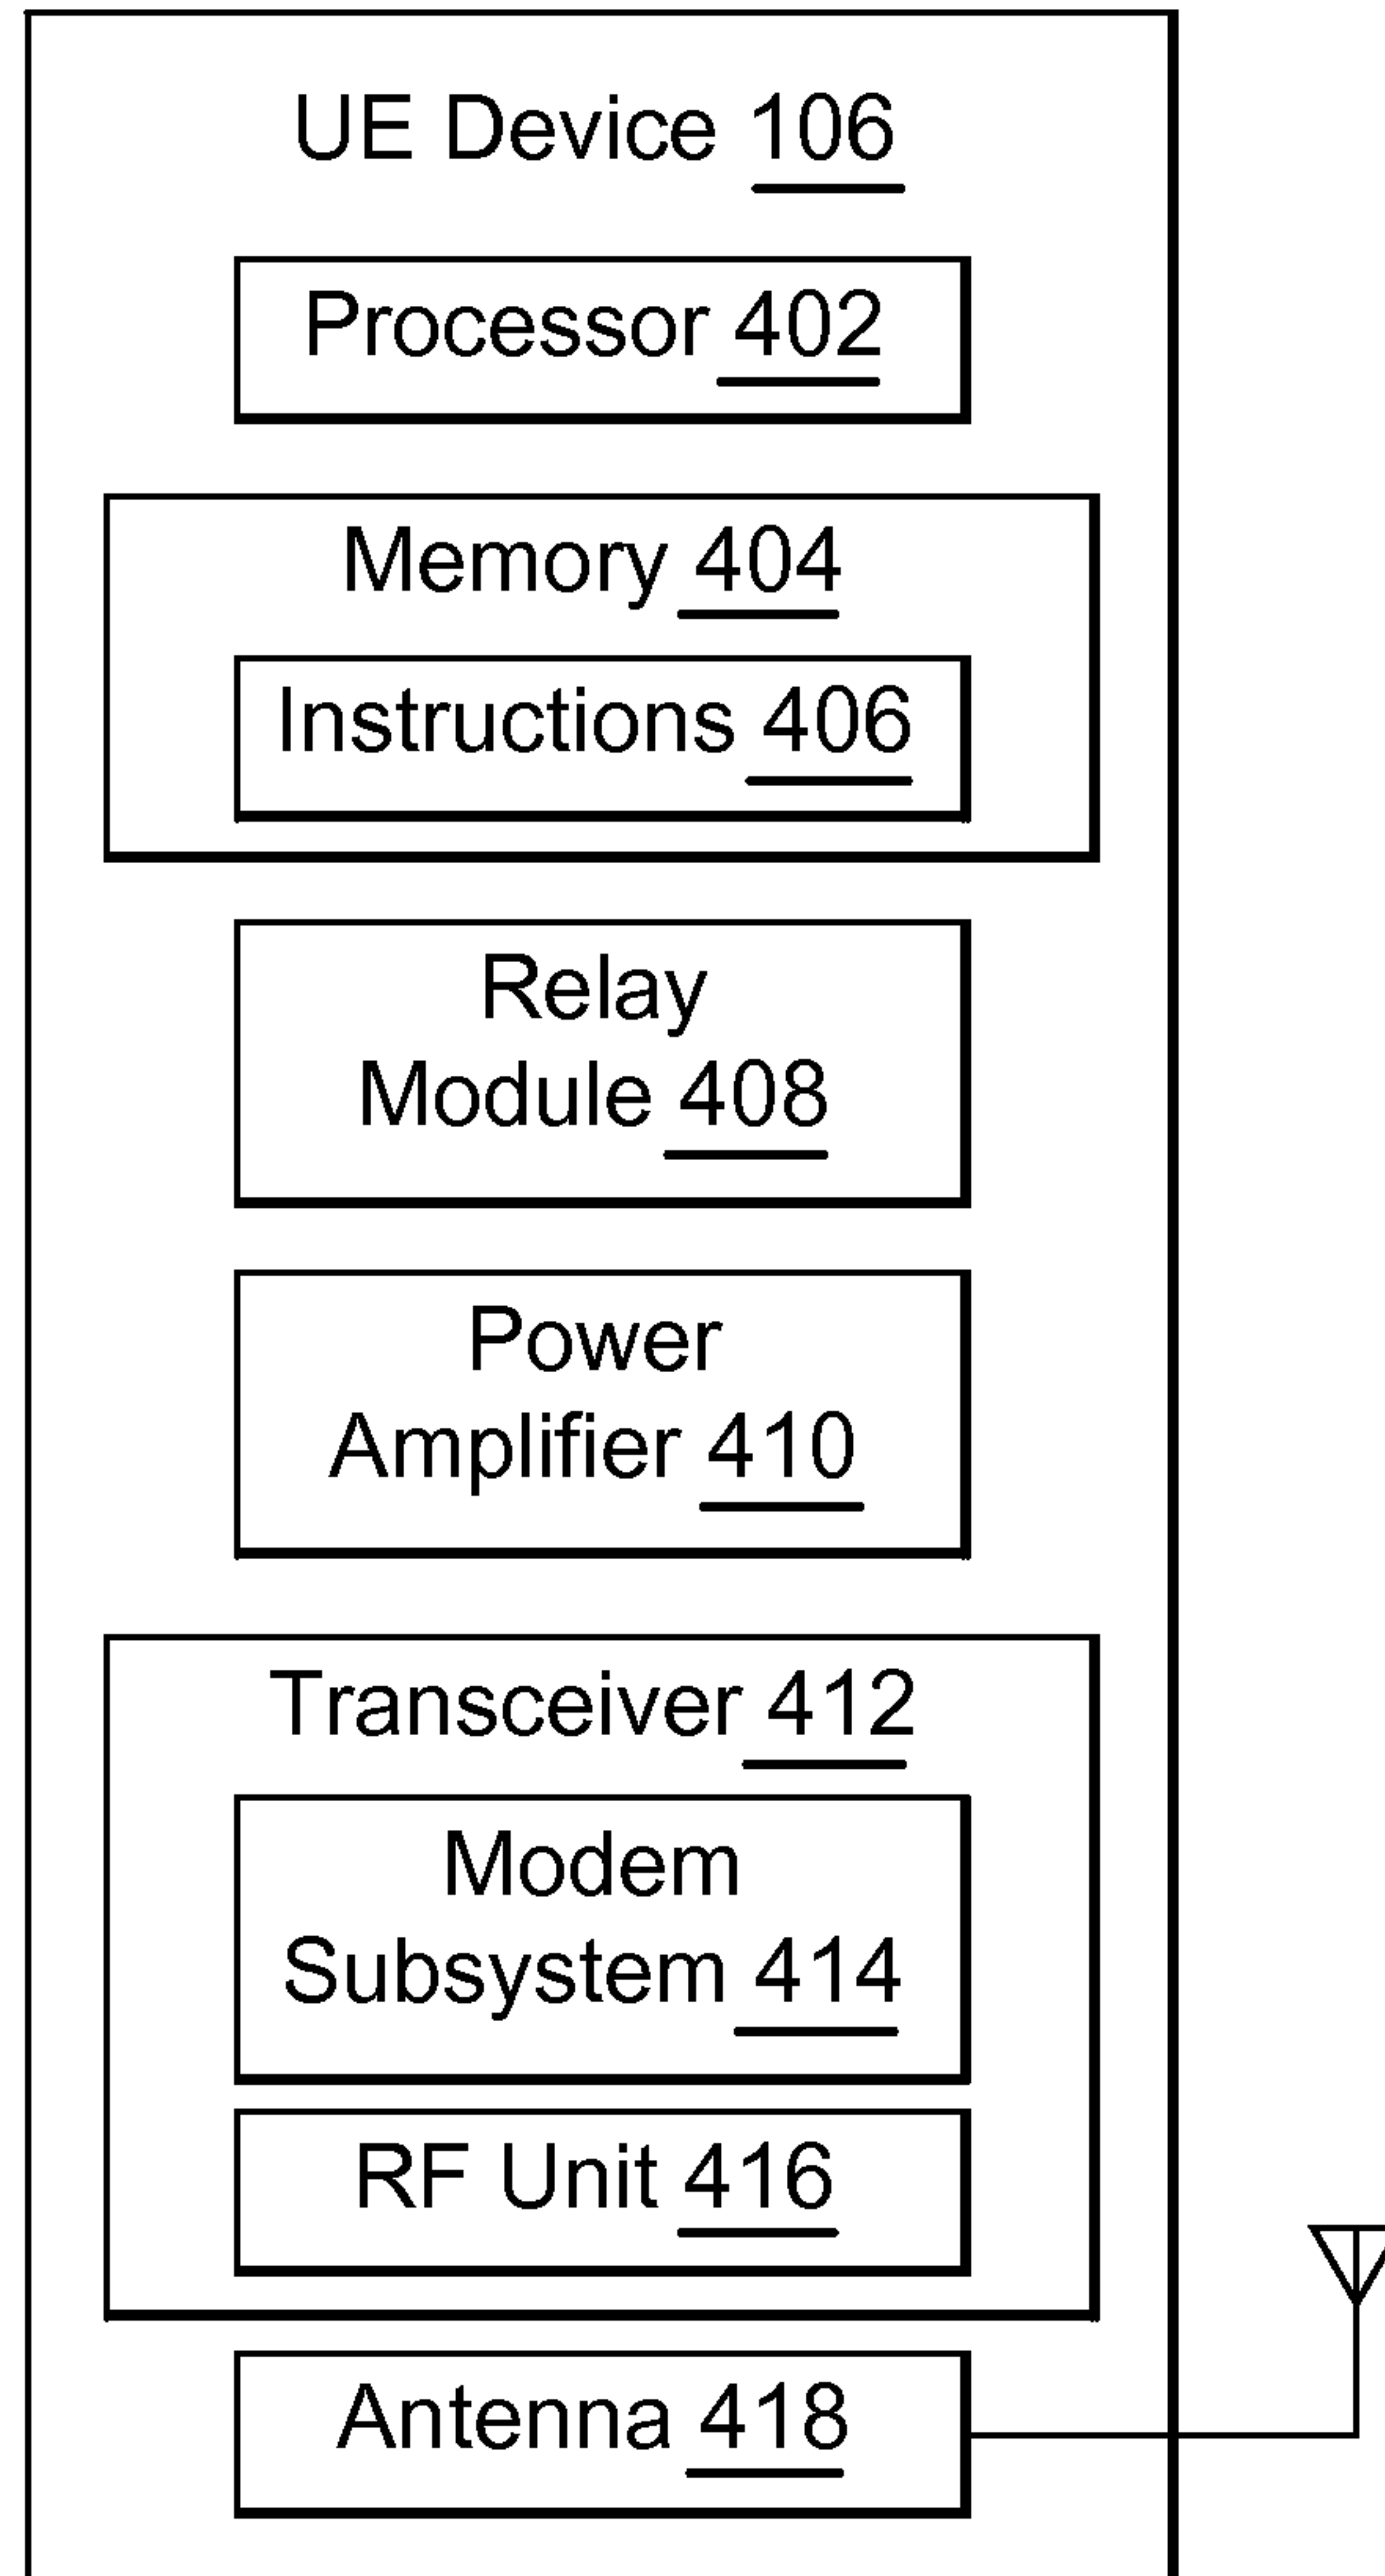 UE Device 106
Processor 402
Memory 404
Instructions 406
Relay
Module 408
Power
Amplifier 410
Transceiver 412
Modem
Subsystem 414
RF Unit 416
Antenna 418